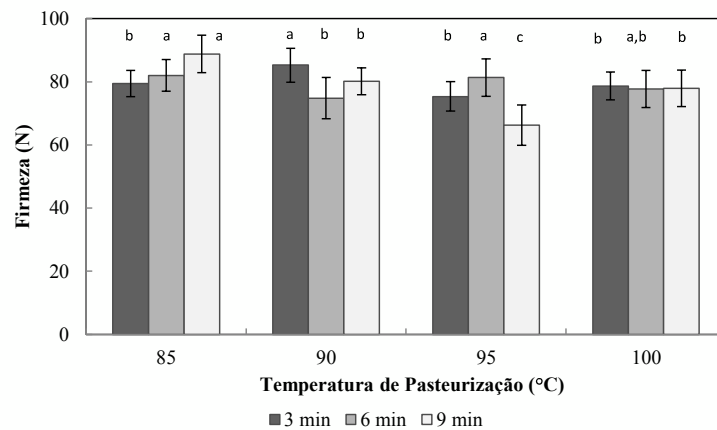 100
80
60
40
20
0
Firmeza (N)
b a a a b b b a c b a,b b
85 90 95 100
Temperatura de Pasteurização (°C)
3 min 6 min 9 min